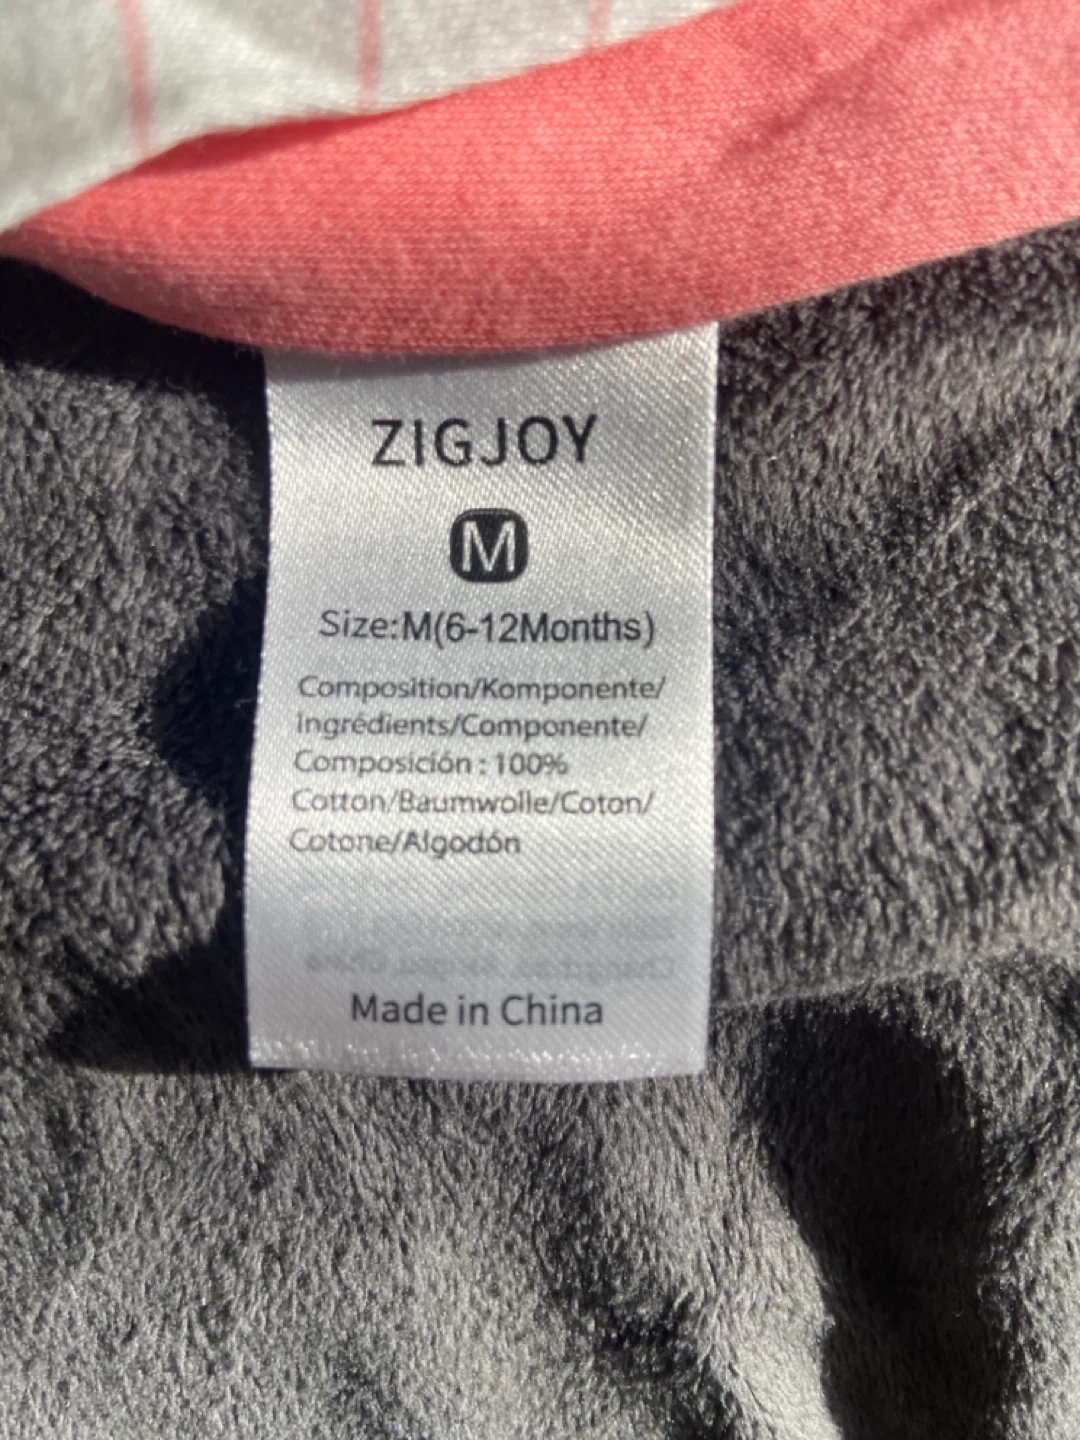 ZIGJOY
M
Size:M(6-12Months)
Composition/Komponente/
Ingrédients/Componente/
Composición : 100%
Cotton/Baumwolle/Coton/
Cotone/Algodón
Made in China